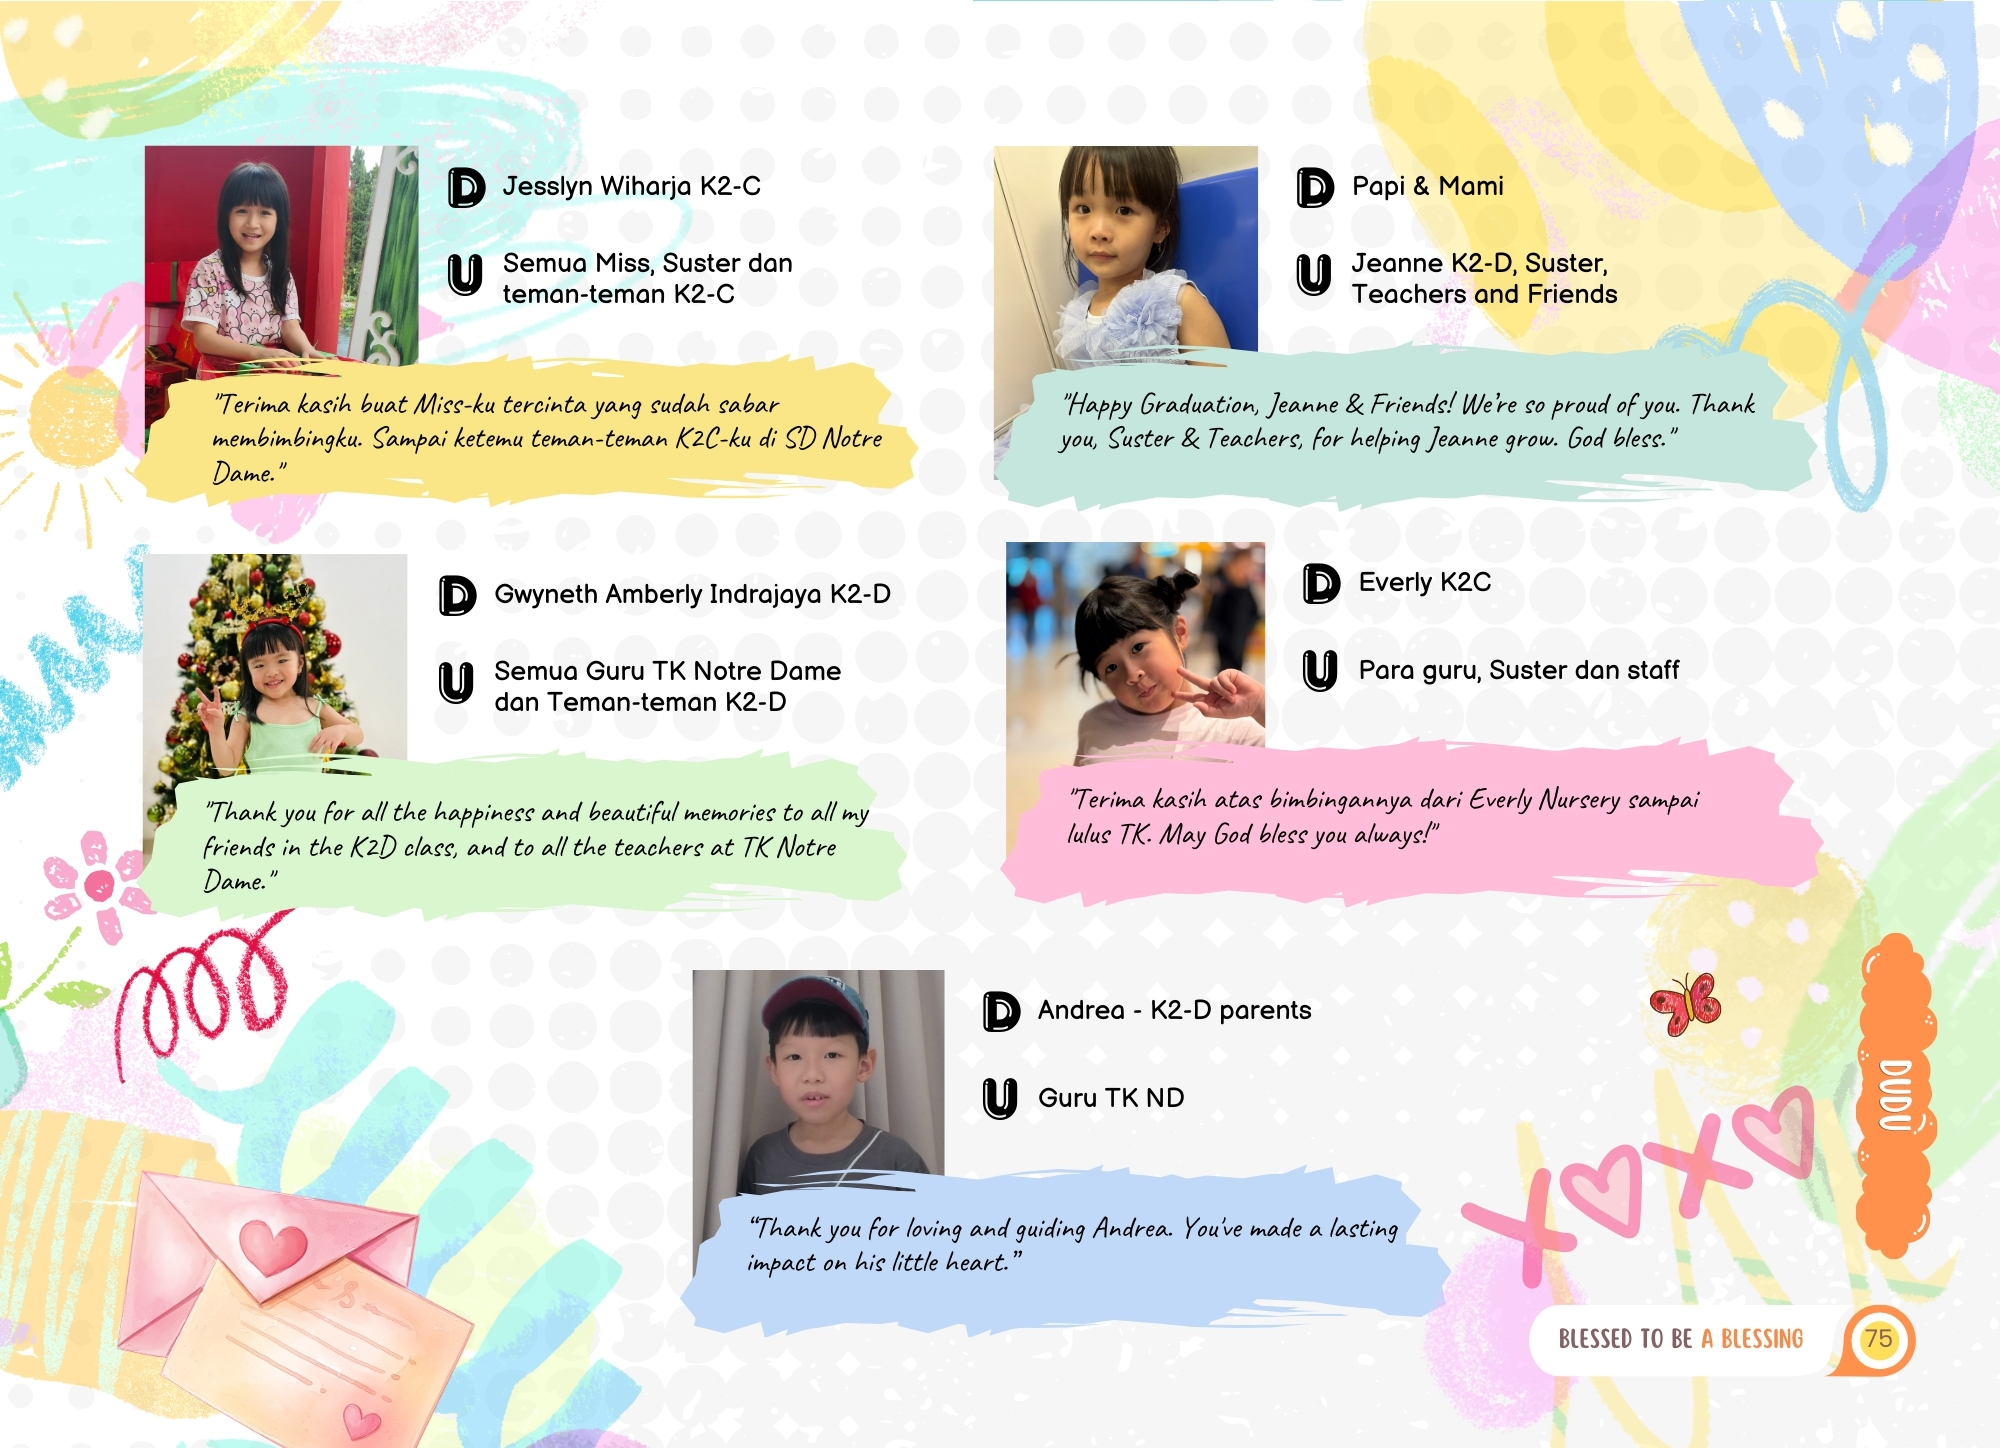 D Jesslyn Wiharja K2-C
U Semua Miss, Suster dan
teman-teman K2-C
"Terima kasih buat Miss-ku tercinta yang sudah sabar
membimbingku. Sampai ketemu teman-teman K2C-ku di SD Notre
Dame."
D Papi & Mami
U Jeanne K2-D, Suster,
Teachers and Friends
"Happy Graduation, Jeanne & Friends! We're so proud of you. Thank
you, Suster & Teachers, for helping Jeanne grow. God bless."
D Gwyneth Amberly Indrajaya K2-D
U Semua Guru TK Notre Dame
dan Teman-teman K2-D
"Thank you for all the happiness and beautiful memories to all my
friends in the K2D class, and to all the teachers at TK Notre
Dame."
D Everly K2C
U Para guru, Suster dan staff
"Terima kasih atas bimbingannya dari Everly Nursery sampai
lulus TK. May God bless you always!"
D Andrea - K2-D parents
U Guru TK ND
“Thank you for loving and guiding Andrea. You've made a lasting
impact on his little heart.”
DUDU
XOXO
BLESSED TO BE A BLESSING
75